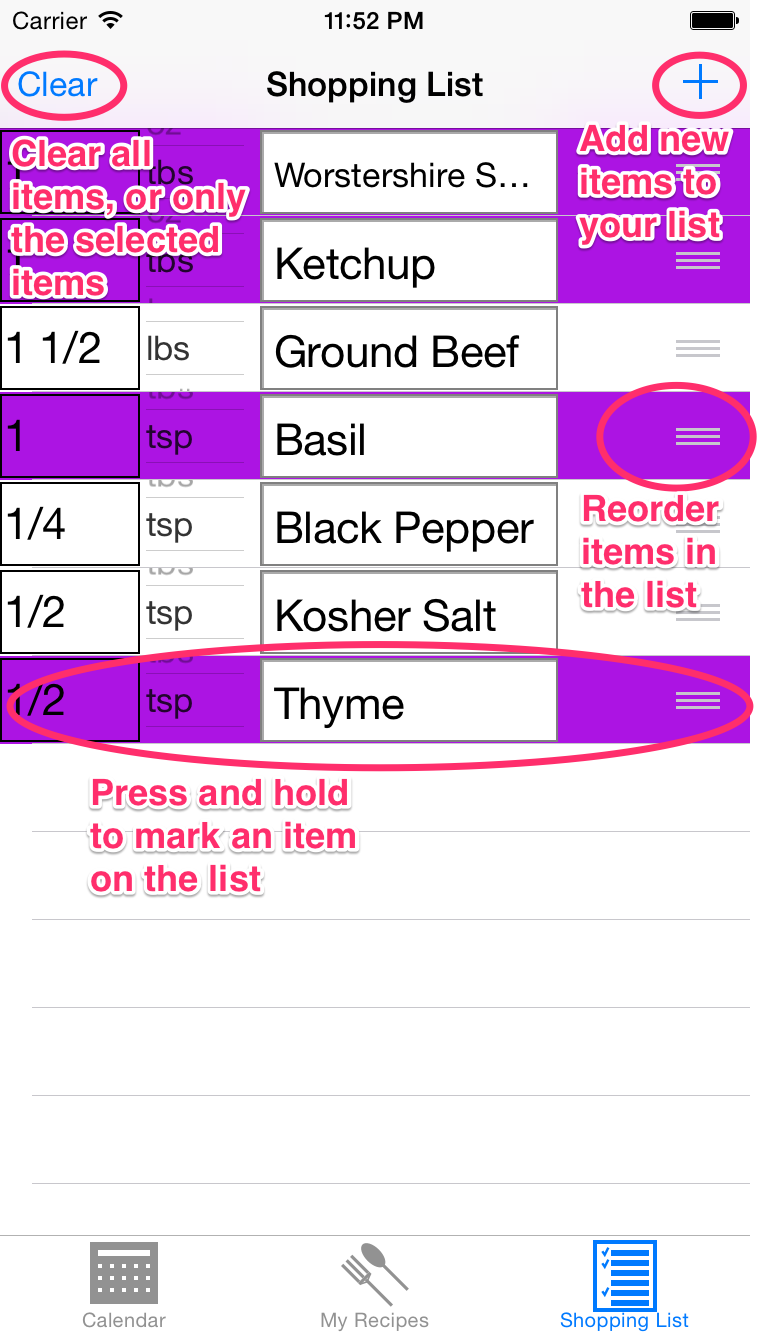 Carrier
11:52 PM
Clear
Shopping List
Clear all
items, or only
the selected
items
Add new
items to
your list
tbs
Worstershire S...
tbs
Ketchup
1 1/2
lbs
Ground Beef
1
tsp
Basil
1/4
tsp
Black Pepper
Reorder
items in
the list
1/2
tsp
Kosher Salt
1/2
tsp
Thyme
Press and hold
to mark an item
on the list
Calendar
My Recipes
Shopping List